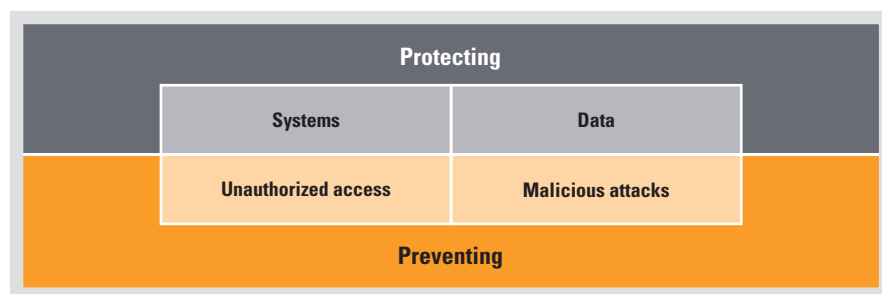 Protecting
Systems Data
Unauthorized access Malicious attacks
Preventing